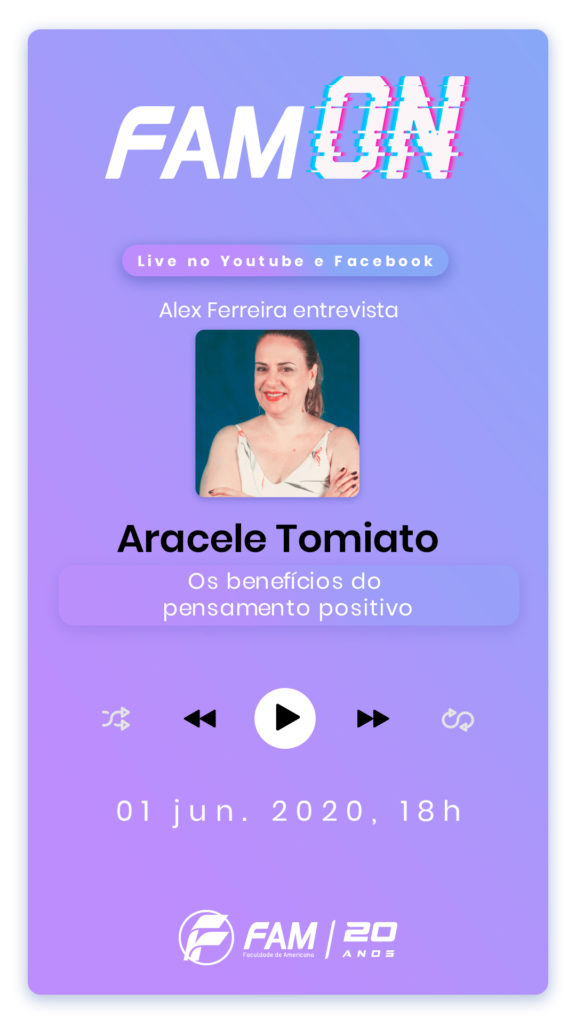 FAM ON
Live no Youtube e Facebook
Alex Ferreira entrevista
Aracele Tomiato
Os benefícios do
pensamento positivo
01 jun. 2020, 18h
FAM 20
Faculdade de Americana ANOS